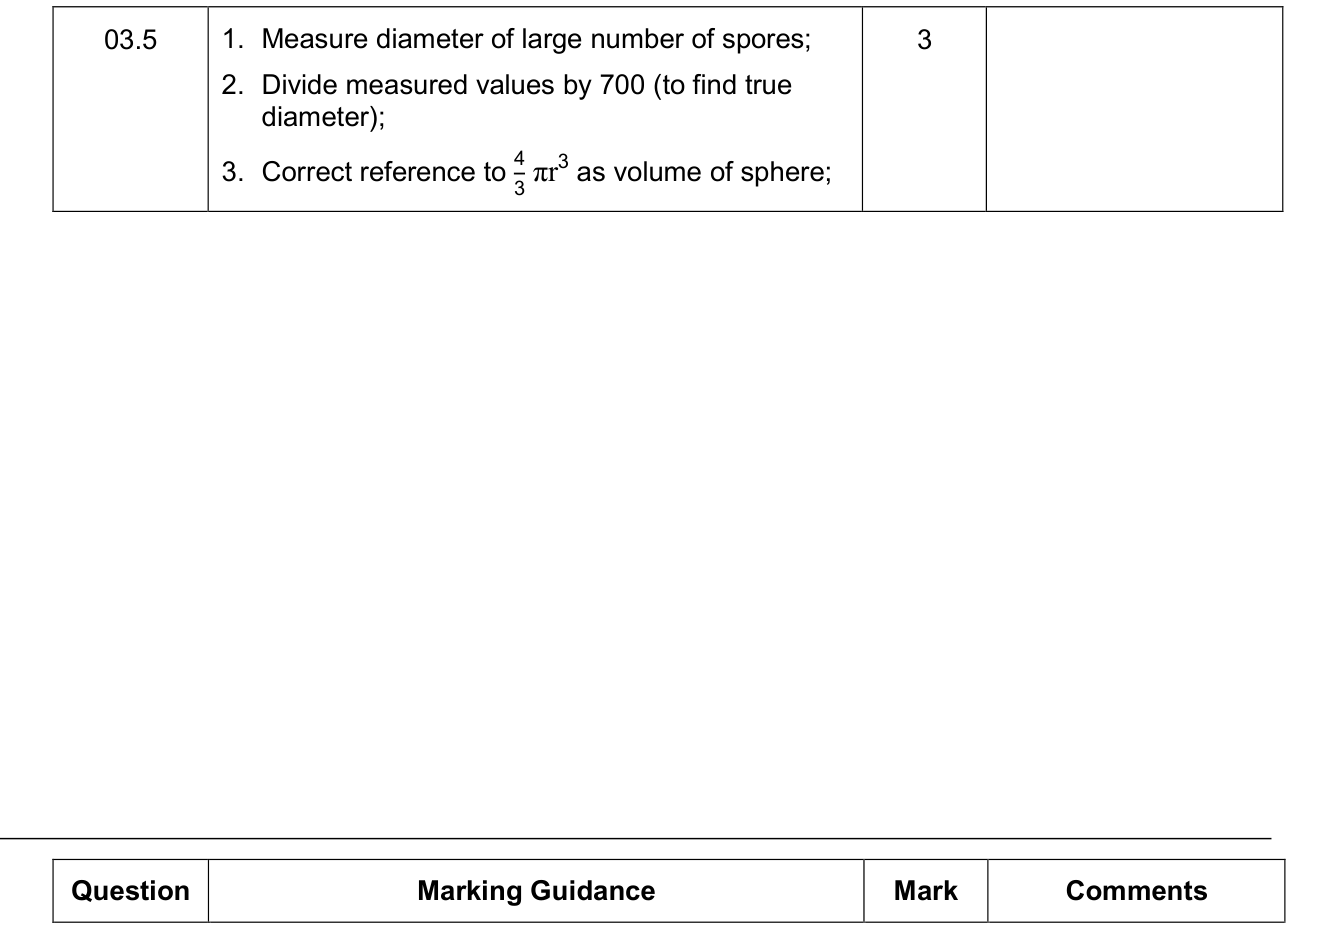 03.5
1. Measure diameter of large number of spores;
3
2. Divide measured values by 700 (to find true
diameter);
3. Correct reference to 4/3 πr³ as volume of sphere;
Question Marking Guidance Mark Comments